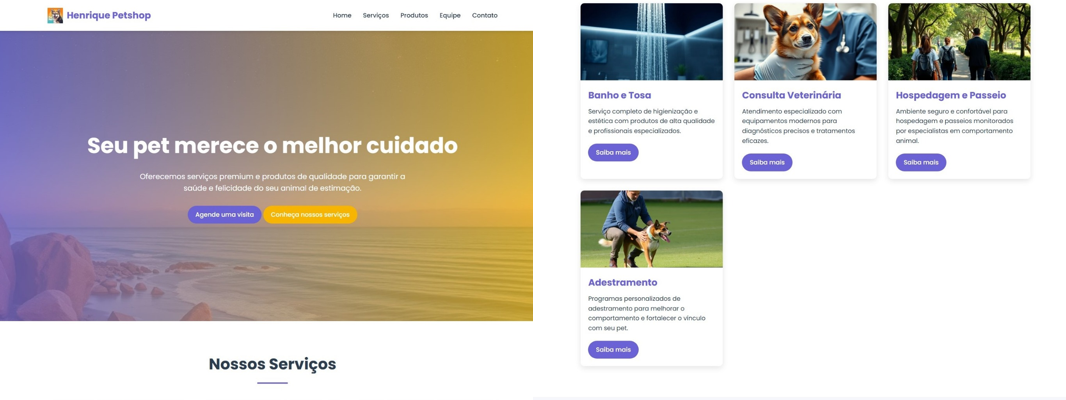 Henrique Petshop
Home Serviços Produtos Equipe Contato
Seu pet merece o melhor cuidado
Oferecemos serviços premium e produtos de qualidade para garantir a
saúde e felicidade do seu animal de estimação.
Agende uma visita Conheça nossos serviços
Nossos Serviços
Banho e Tosa
Serviço completo de higienização e
estética com produtos de alta qualidade
e profissionais especializados.
Saiba mais
Consulta Veterinária
Atendimento especializado com
equipamentos modernos para
diagnósticos precisos e tratamentos
eficazes.
Saiba mais
Hospedagem e Passeio
Ambiente seguro e confortável para
hospedagem e passeios monitorados
por especialistas em comportamento
animal.
Saiba mais
Adestramento
Programas personalizados de
adestramento para melhorar o
comportamento e fortalecer o vínculo
com seu pet.
Saiba mais